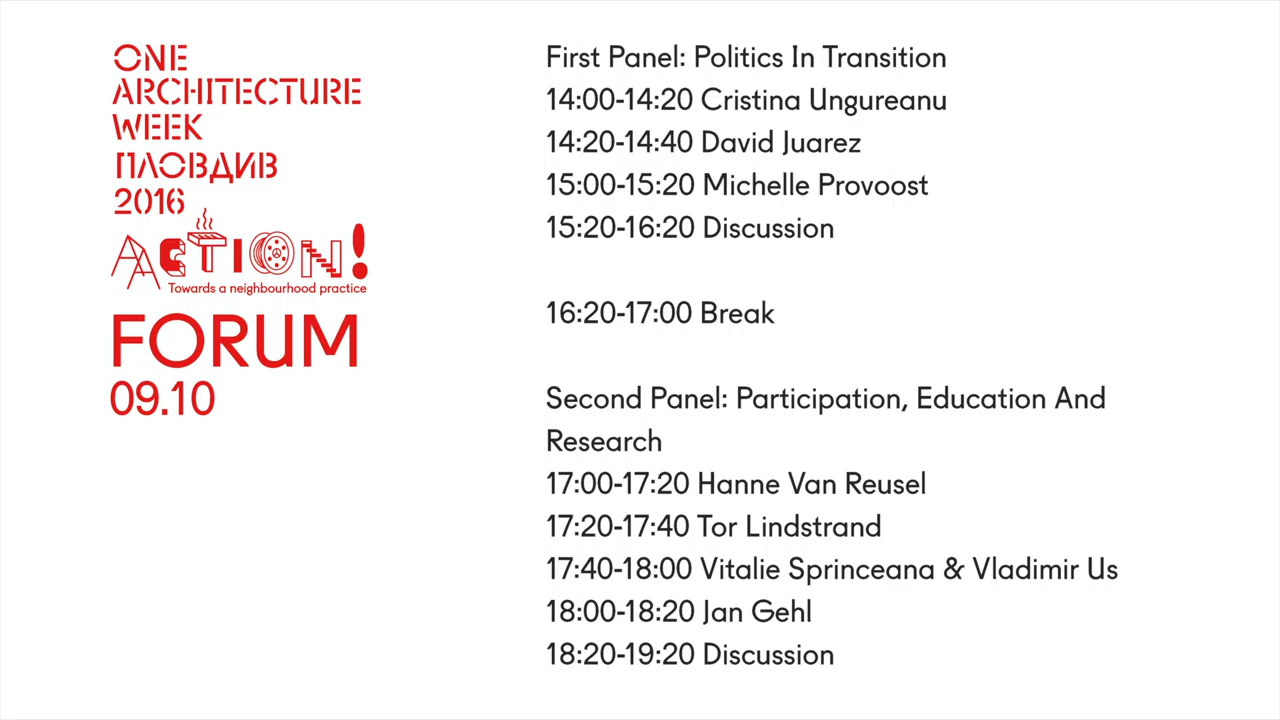 ONE
ARCHITECTURE
WEEK
ПЛОВДИВ
2016
ACTION!
Towards a neighbourhood practice
FORUM
09.10
First Panel: Politics In Transition
14:00-14:20 Cristina Ungureanu
14:20-14:40 David Juarez
15:00-15:20 Michelle Provoost
15:20-16:20 Discussion
16:20-17:00 Break
Second Panel: Participation, Education And
Research
17:00-17:20 Hanne Van Reusel
17:20-17:40 Tor Lindstrand
17:40-18:00 Vitalie Sprinceana & Vladimir Us
18:00-18:20 Jan Gehl
18:20-19:20 Discussion